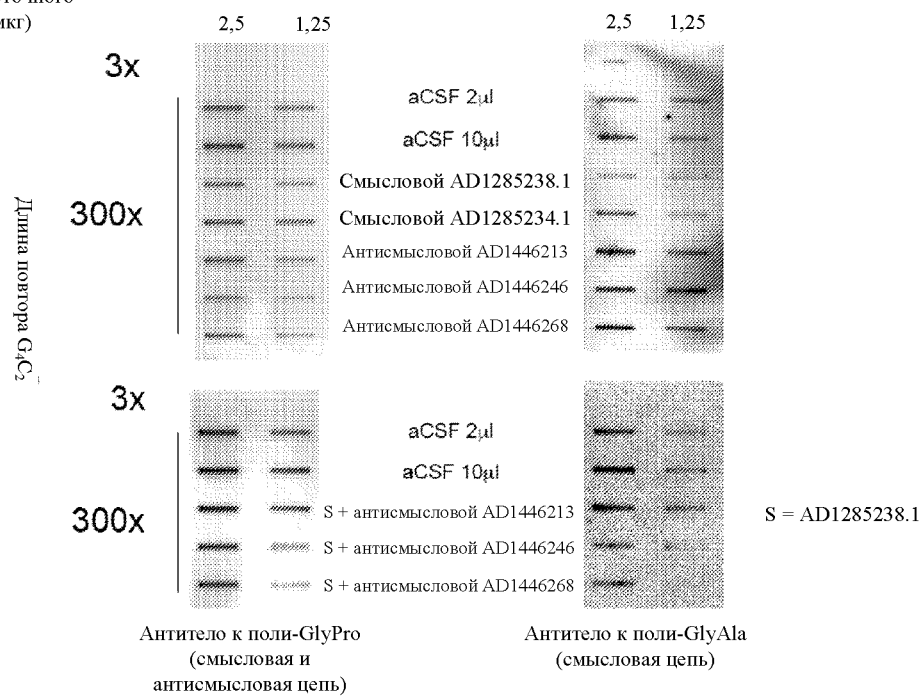 мкг)
2,5 1,25 2,5 1,25
3x
aCSF 2μl
aCSF 10μl
Смысловой AD1285238.1
300x
Смысловой AD1285234.1
Антисмысловой AD1446213
Антисмысловой AD1446246
Антисмысловой AD1446268
Длина повтора G₄C₂
3x
aCSF 2μl
aCSF 10μl
300x
S + антисмысловой AD1446213
S = AD1285238.1
S + антисмысловой AD1446246
S + антисмысловой AD1446268
Антитело к поли-GlyPro
(смысловая и
антисмысловая цепь)
Антитело к поли-GlyAla
(смысловая цепь)